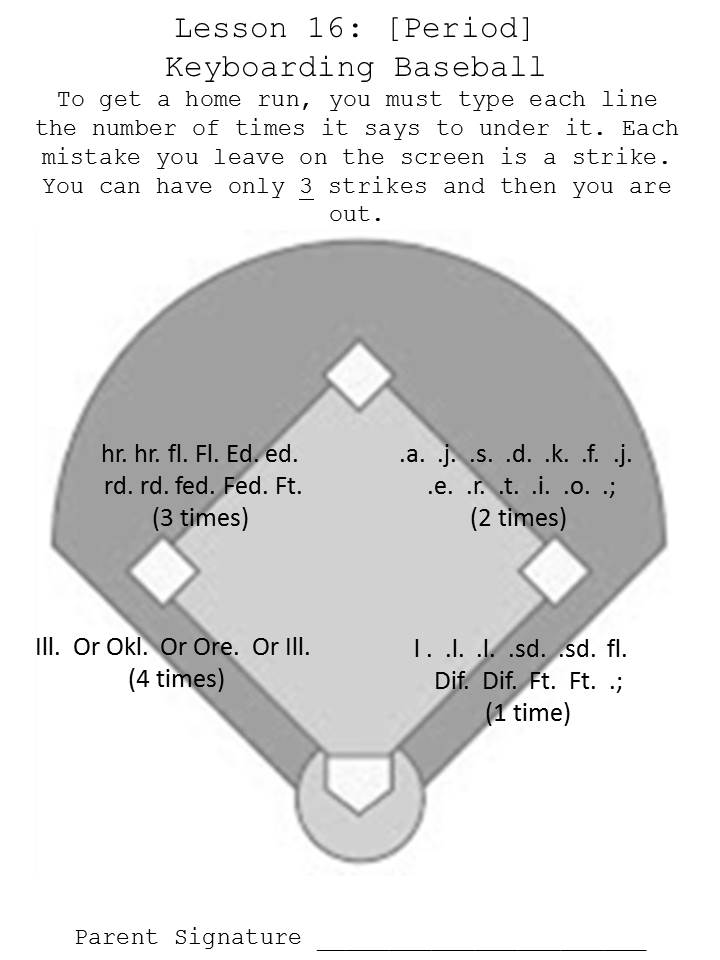 Lesson 16: [Period]
Keyboarding Baseball
To get a home run, you must type each line
the number of times it says to under it. Each
mistake you leave on the screen is a strike.
You can have only 3 strikes and then you are
out.
hr. hr. fl. Fl. Ed. ed.
rd. rd. fed. Fed. Ft.
(3 times)
.a. .j. .s. .d. .k. .f. .j.
.e. .r. .t. .i. .o. .;
(2 times)
Ill. Or Okl. Or Ore. Or Ill.
(4 times)
l . .l. .l. .sd. .sd. fl.
Dif. Dif. Ft. Ft. .;
(1 time)
Parent Signature ______________________